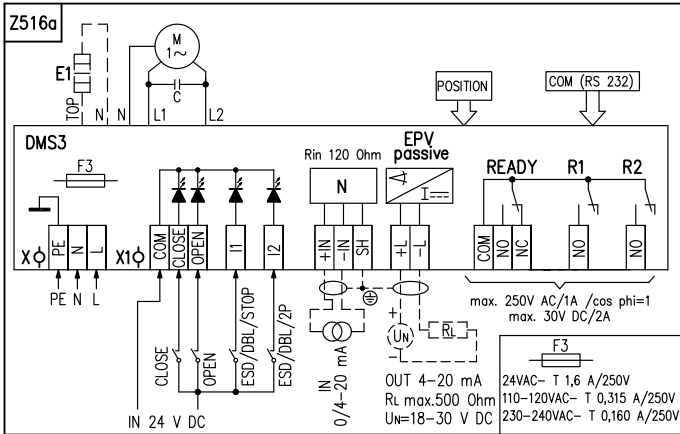 Z516a
M
1~
E1
C
TOP
N
N
L1
L2
POSITION
COM (RS 232)
DMS3
F3
Rin 120 Ohm
N
EPV
passive
I
READY
R1
R2
X
PE
N
L
X1
COM
CLOSE
OPEN
I1
I2
+IN
-IN
SH
+L
-L
COM
NO
NC
NO
NO
PE N L
CLOSE
OPEN
ESD/DBL/STOP
ESD/DBL/2P
IN 24 V DC
IN
0/4-20 mA
+
UN
-
RL
OUT 4-20 mA
RL max.500 Ohm
UN=18-30 V DC
max. 250V AC/1A /cos phi=1
max. 30V DC/2A
F3
24VAC- T 1,6 A/250V
110-120VAC- T 0,315 A/250V
230-240VAC- T 0,160 A/250V